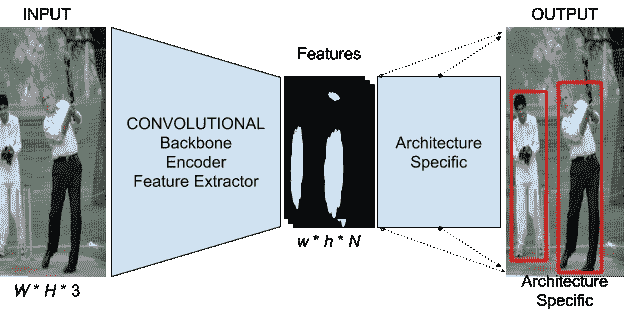 INPUT
OUTPUT
Features
CONVOLUTIONAL
Backbone
Encoder
Feature Extractor
Architecture
Specific
w * h * N
W * H * 3
Architecture
Specific